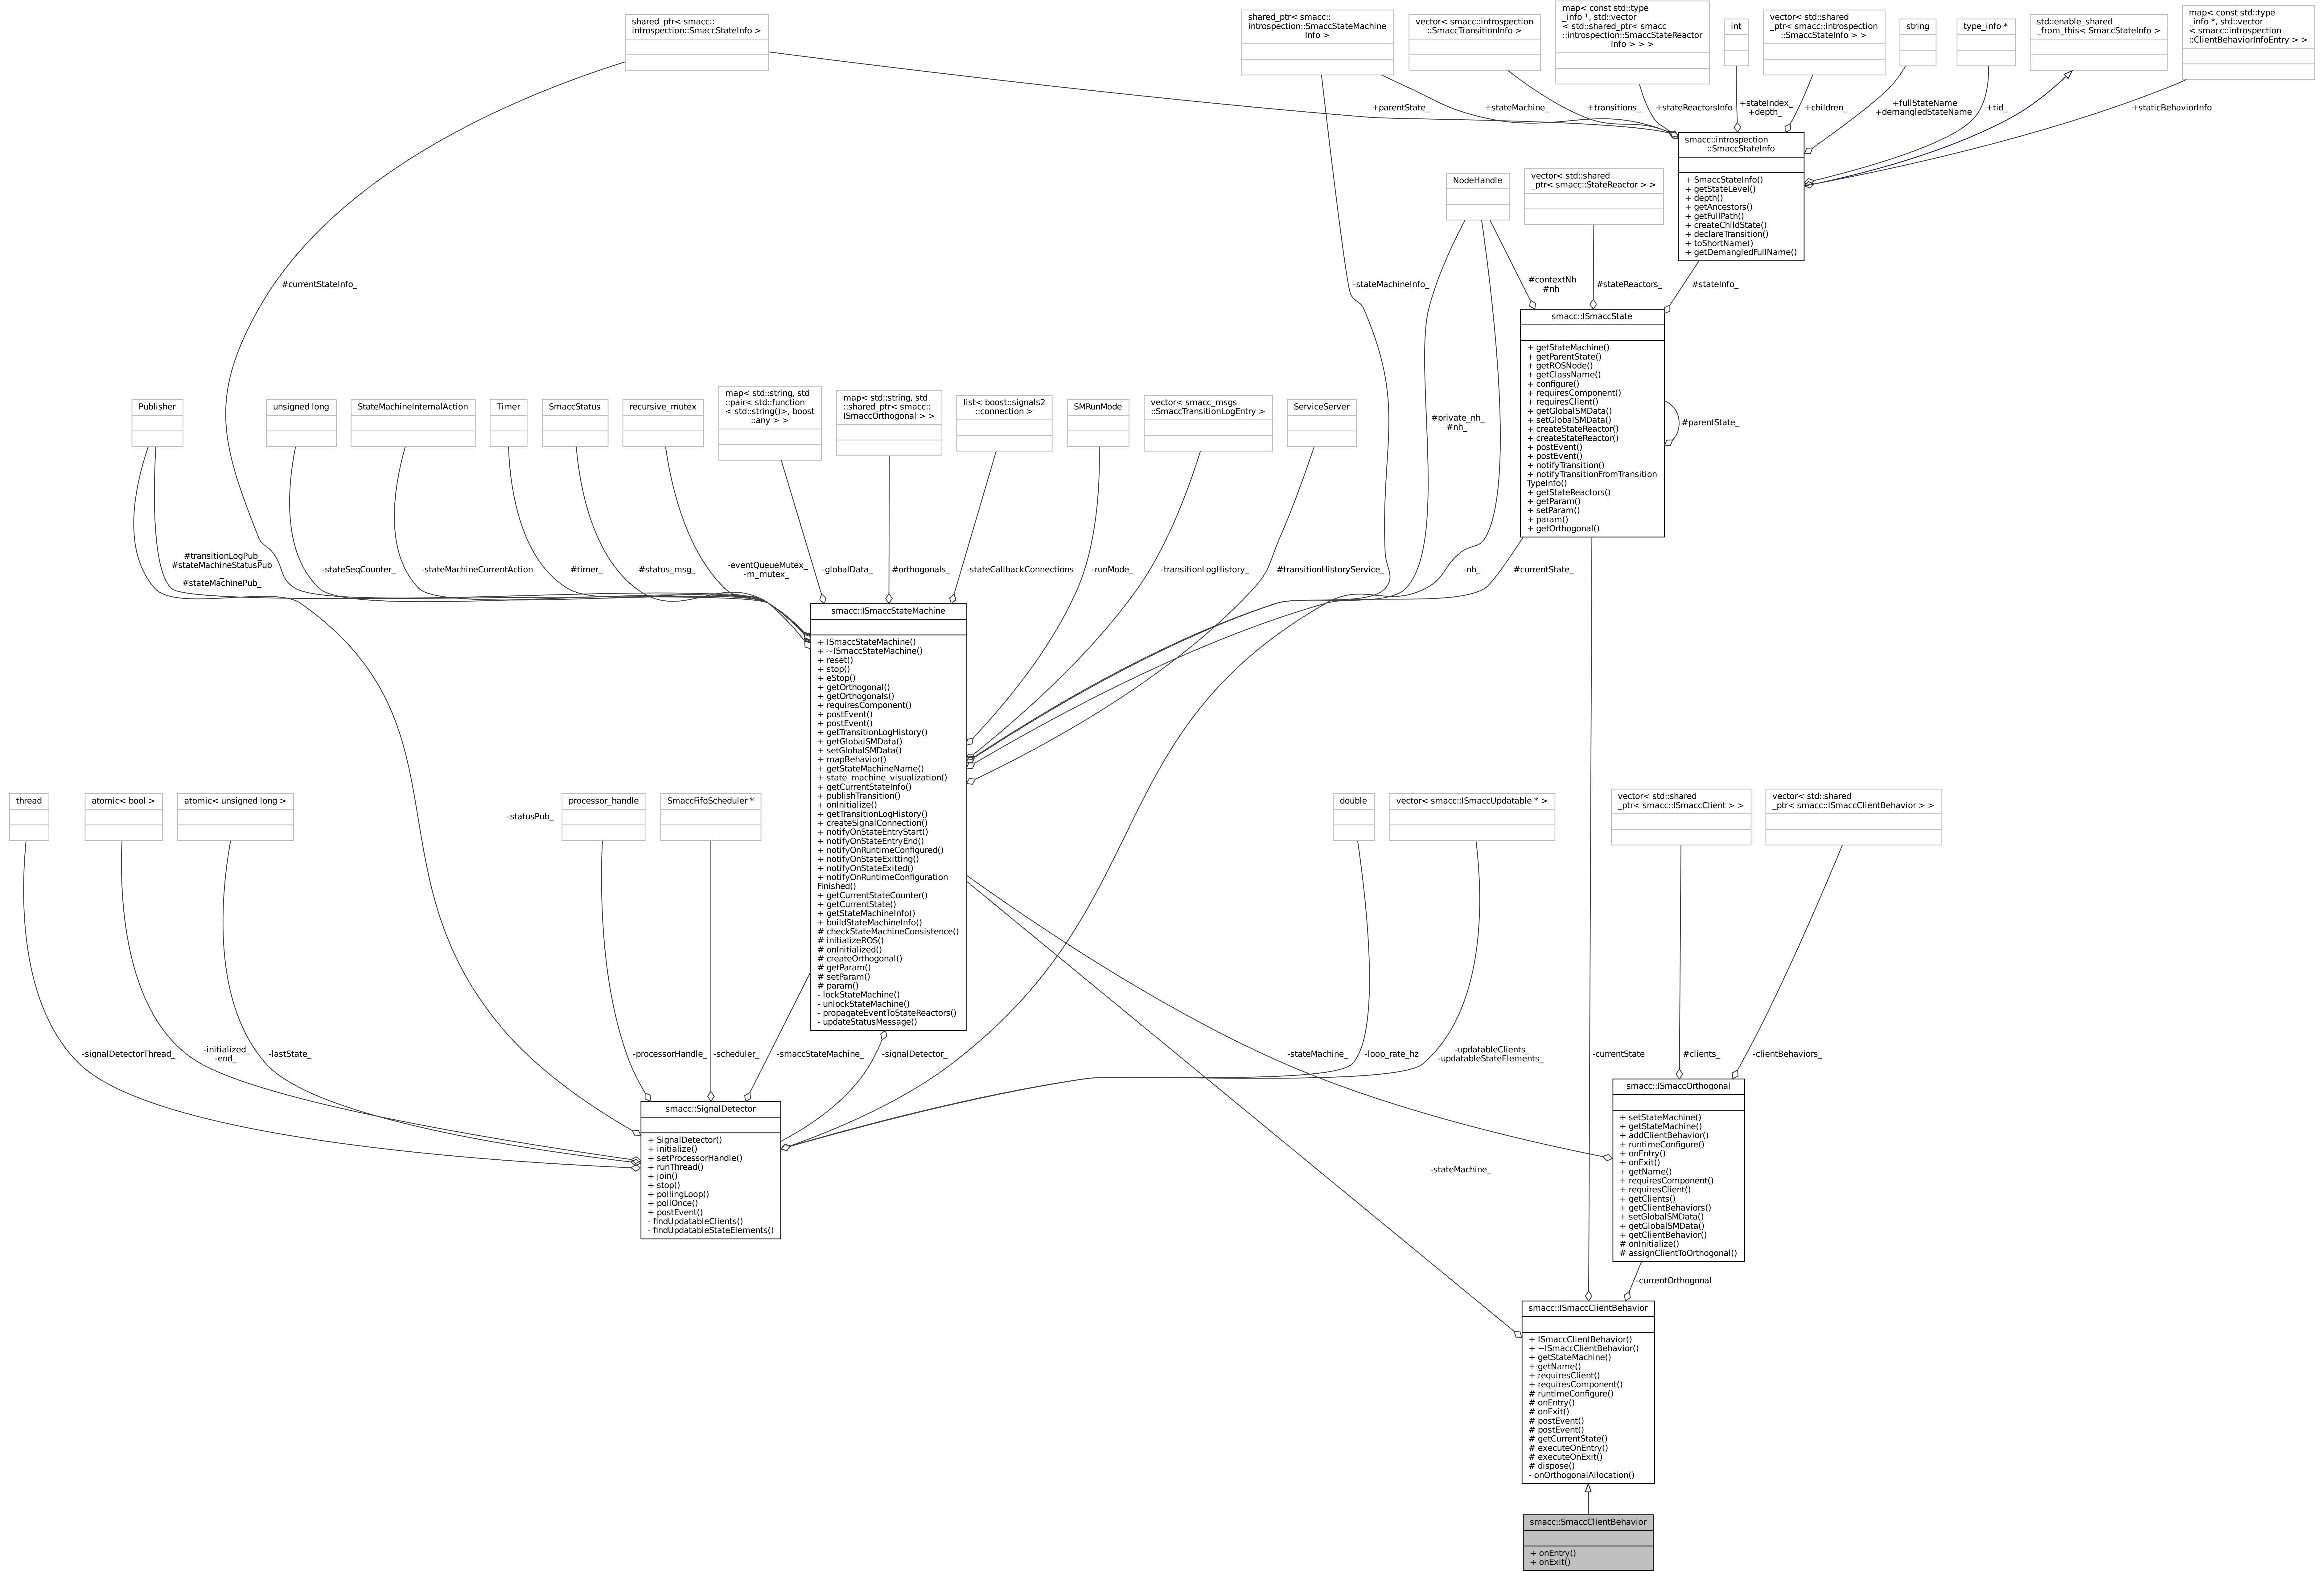 shared_ptr< smacc::
introspection::SmaccStateInfo >
shared_ptr< smacc::
introspection::SmaccStateMachine
Info >
vector< smacc::introspection
::SmaccTransitionInfo >
map< const std::type
_info *, std::vector
< std::shared_ptr< smacc
::introspection::SmaccStateReactor
Info > > >
int
vector< std::shared
_ptr< smacc::introspection
::SmaccStateInfo > >
string
type_info *
std::enable_shared
_from_this< SmaccStateInfo >
map< const std::type
_info *, std::vector
< smacc::introspection
::ClientBehaviorInfoEntry > >
+parentState_
+stateMachine_
+transitions_
+stateReactorsInfo
+stateIndex_
+depth_
+children_
+fullStateName
+demangledStateName
+tid_
+staticBehaviorInfo
smacc::introspection
::SmaccStateInfo
+ SmaccStateInfo()
+ getStateLevel()
+ depth()
+ getAncestors()
+ getFullPath()
+ createChildState()
+ declareTransition()
+ toShortName()
+ getDemangledFullName()
NodeHandle
vector< std::shared
_ptr< smacc::StateReactor > >
#currentStateInfo_
-stateMachineInfo_
#contextNh
#nh
#stateReactors_
#stateInfo_
smacc::ISmaccState
+ getStateMachine()
+ getParentState()
+ getROSNode()
+ getClassName()
+ configure()
+ requiresComponent()
+ requiresClient()
+ getGlobalSMData()
+ setGlobalSMData()
+ createStateReactor()
+ createStateReactor()
+ postEvent()
+ postEvent()
+ notifyTransition()
+ notifyTransitionFromTransition
TypeInfo()
+ getStateReactors()
+ getParam()
+ setParam()
+ param()
+ getOrthogonal()
#parentState_
Publisher
unsigned long
StateMachineInternalAction
Timer
SmaccStatus
recursive_mutex
map< std::string, std
::pair< std::function
< std::string()>, boost
::any > >
map< std::string, std
::shared_ptr< smacc::
ISmaccOrthogonal > >
list< boost::signals2
::connection >
SMRunMode
vector< smacc_msgs
::SmaccTransitionLogEntry >
ServiceServer
#private_nh_
#nh_
#transitionLogPub_
#stateMachineStatusPub
_
#stateMachinePub_
-stateSeqCounter_
-stateMachineCurrentAction
#timer_
#status_msg_
-eventQueueMutex_
-m_mutex_
-globalData_
#orthogonals_
-stateCallbackConnections
-runMode_
-transitionLogHistory_
#transitionHistoryService_
-nh_
#currentState_
smacc::ISmaccStateMachine
+ ISmaccStateMachine()
+ ~ISmaccStateMachine()
+ reset()
+ stop()
+ eStop()
+ getOrthogonal()
+ getOrthogonals()
+ requiresComponent()
+ postEvent()
+ postEvent()
+ getTransitionLogHistory()
+ getGlobalSMData()
+ setGlobalSMData()
+ mapBehavior()
+ getStateMachineName()
+ state_machine_visualization()
+ getCurrentStateInfo()
+ publishTransition()
+ onInitialize()
+ getTransitionLogHistory()
+ createSignalConnection()
+ notifyOnStateEntryStart()
+ notifyOnStateEntryEnd()
+ notifyOnRuntimeConfigured()
+ notifyOnStateExitting()
+ notifyOnStateExited()
+ notifyOnRuntimeConfiguration
Finished()
+ getCurrentStateCounter()
+ getCurrentState()
+ getStateMachineInfo()
+ buildStateMachineInfo()
# checkStateMachineConsistence()
# initializeROS()
# onInitialized()
# createOrthogonal()
# getParam()
# setParam()
# param()
- lockStateMachine()
- unlockStateMachine()
- propagateEventToStateReactors()
- updateStatusMessage()
thread
atomic< bool >
atomic< unsigned long >
-statusPub_
processor_handle
SmaccFifoScheduler *
double
vector< smacc::ISmaccUpdatable * >
vector< std::shared
_ptr< smacc::ISmaccClient > >
vector< std::shared
_ptr< smacc::ISmaccClientBehavior > >
-signalDetectorThread_
-initialized_
-end_
-lastState_
-processorHandle_
-scheduler_
-smaccStateMachine_
-signalDetector_
-stateMachine_
-loop_rate_hz
-updatableClients_
-updatableStateElements_
-currentState
#clients_
-clientBehaviors_
smacc::SignalDetector
+ SignalDetector()
+ initialize()
+ setProcessorHandle()
+ runThread()
+ join()
+ stop()
+ pollingLoop()
+ pollOnce()
+ postEvent()
- findUpdatableClients()
- findUpdatableStateElements()
smacc::ISmaccOrthogonal
+ setStateMachine()
+ getStateMachine()
+ addClientBehavior()
+ runtimeConfigure()
+ onEntry()
+ onExit()
+ getName()
+ requiresComponent()
+ requiresClient()
+ getClients()
+ getClientBehaviors()
+ setGlobalSMData()
+ getGlobalSMData()
+ getClientBehavior()
# onInitialize()
# assignClientToOrthogonal()
-stateMachine_
-currentOrthogonal
smacc::ISmaccClientBehavior
+ ISmaccClientBehavior()
+ ~ISmaccClientBehavior()
+ getStateMachine()
+ getName()
+ requiresClient()
+ requiresComponent()
# runtimeConfigure()
# onEntry()
# onExit()
# postEvent()
# postEvent()
# getCurrentState()
# executeOnEntry()
# executeOnExit()
# dispose()
- onOrthogonalAllocation()
smacc::SmaccClientBehavior
+ onEntry()
+ onExit()